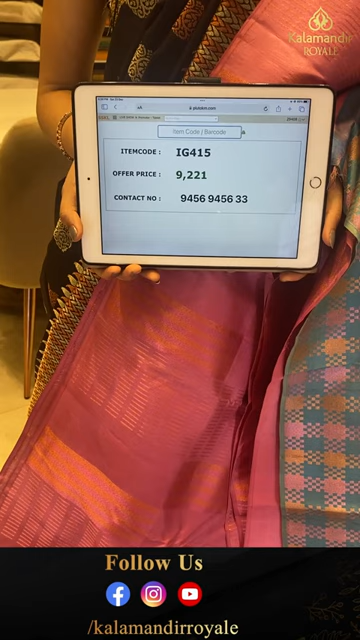 Kalamandir
ROYALE
Item Code / Barcode
ITEMCODE : IG415
OFFER PRICE : 9,221
CONTACT NO : 9456 9456 33
Follow Us
/kalamandirroyale